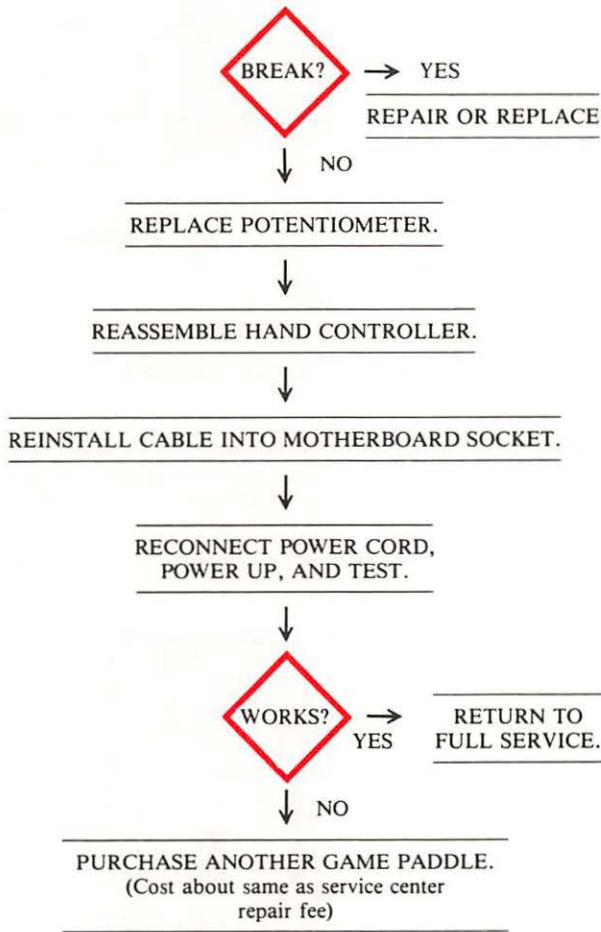 BREAK?
YES
REPAIR OR REPLACE
NO
REPLACE POTENTIOMETER.
REASSEMBLE HAND CONTROLLER.
REINSTALL CABLE INTO MOTHERBOARD SOCKET.
RECONNECT POWER CORD,
POWER UP, AND TEST.
WORKS?
YES
RETURN TO
FULL SERVICE.
NO
PURCHASE ANOTHER GAME PADDLE.
(Cost about same as service center
repair fee)